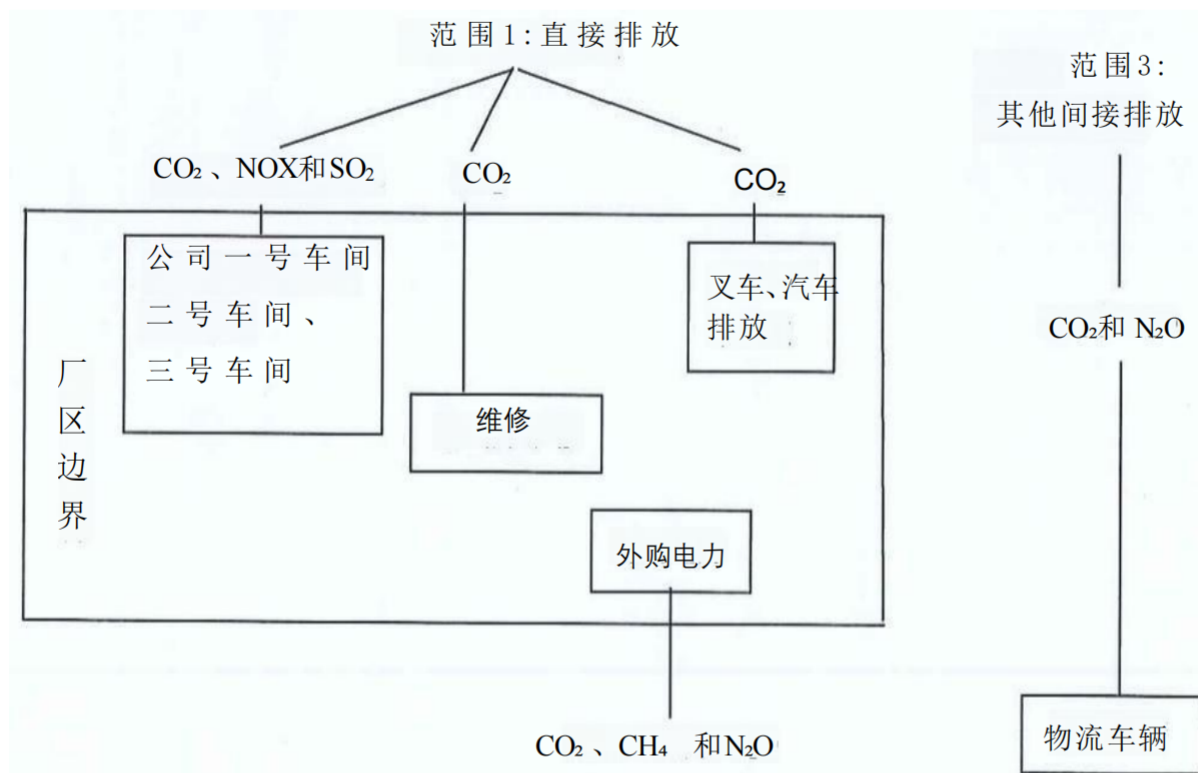 范围1:直接排放
范围3:
其他间接排放
CO₂、NOX和SO₂
CO₂
CO₂
公司一号车间
二号车间、
三号车间
叉车、汽车
排放
CO₂和 N₂O
厂
区
边
界
维修
外购电力
CO₂、CH₄ 和N₂O
物流车辆